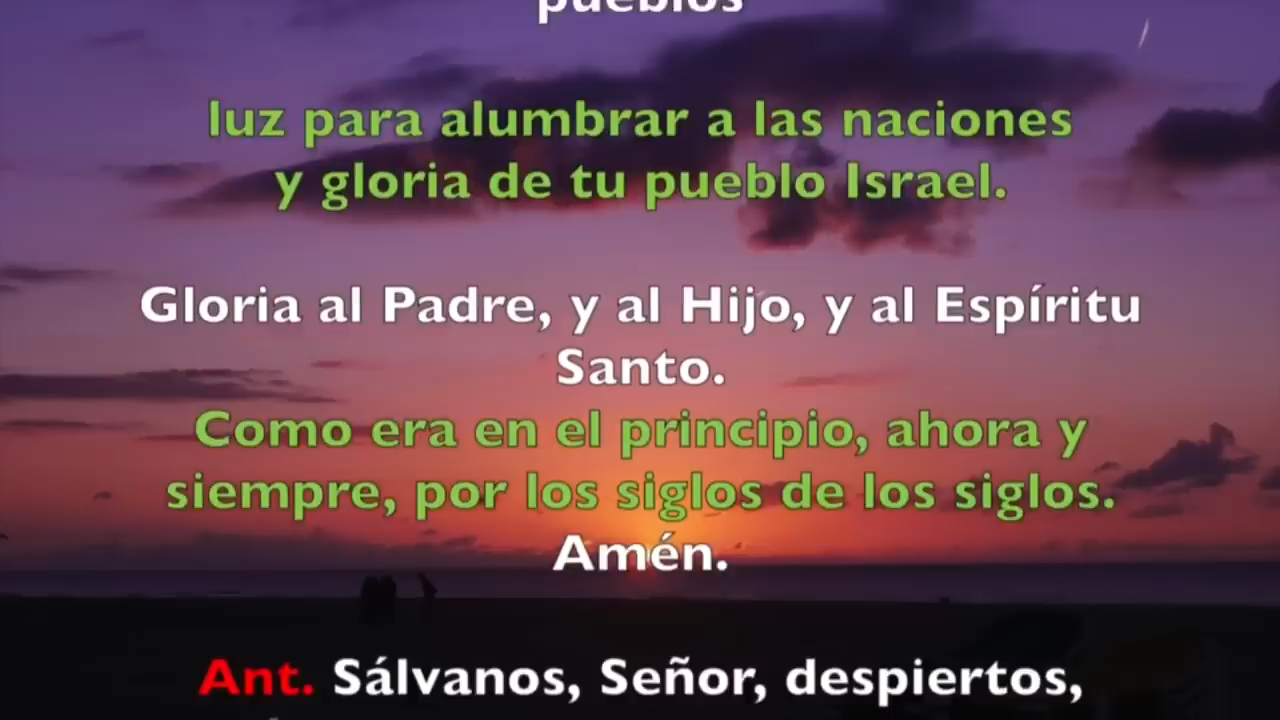 pueblos
luz para alumbrar a las naciones
y gloria de tu pueblo Israel.
Gloria al Padre, y al Hijo, y al Espíritu
Santo.
Como era en el principio, ahora y
siempre, por los siglos de los siglos.
Amén.
Ant. Sálvanos, Señor, despiertos,